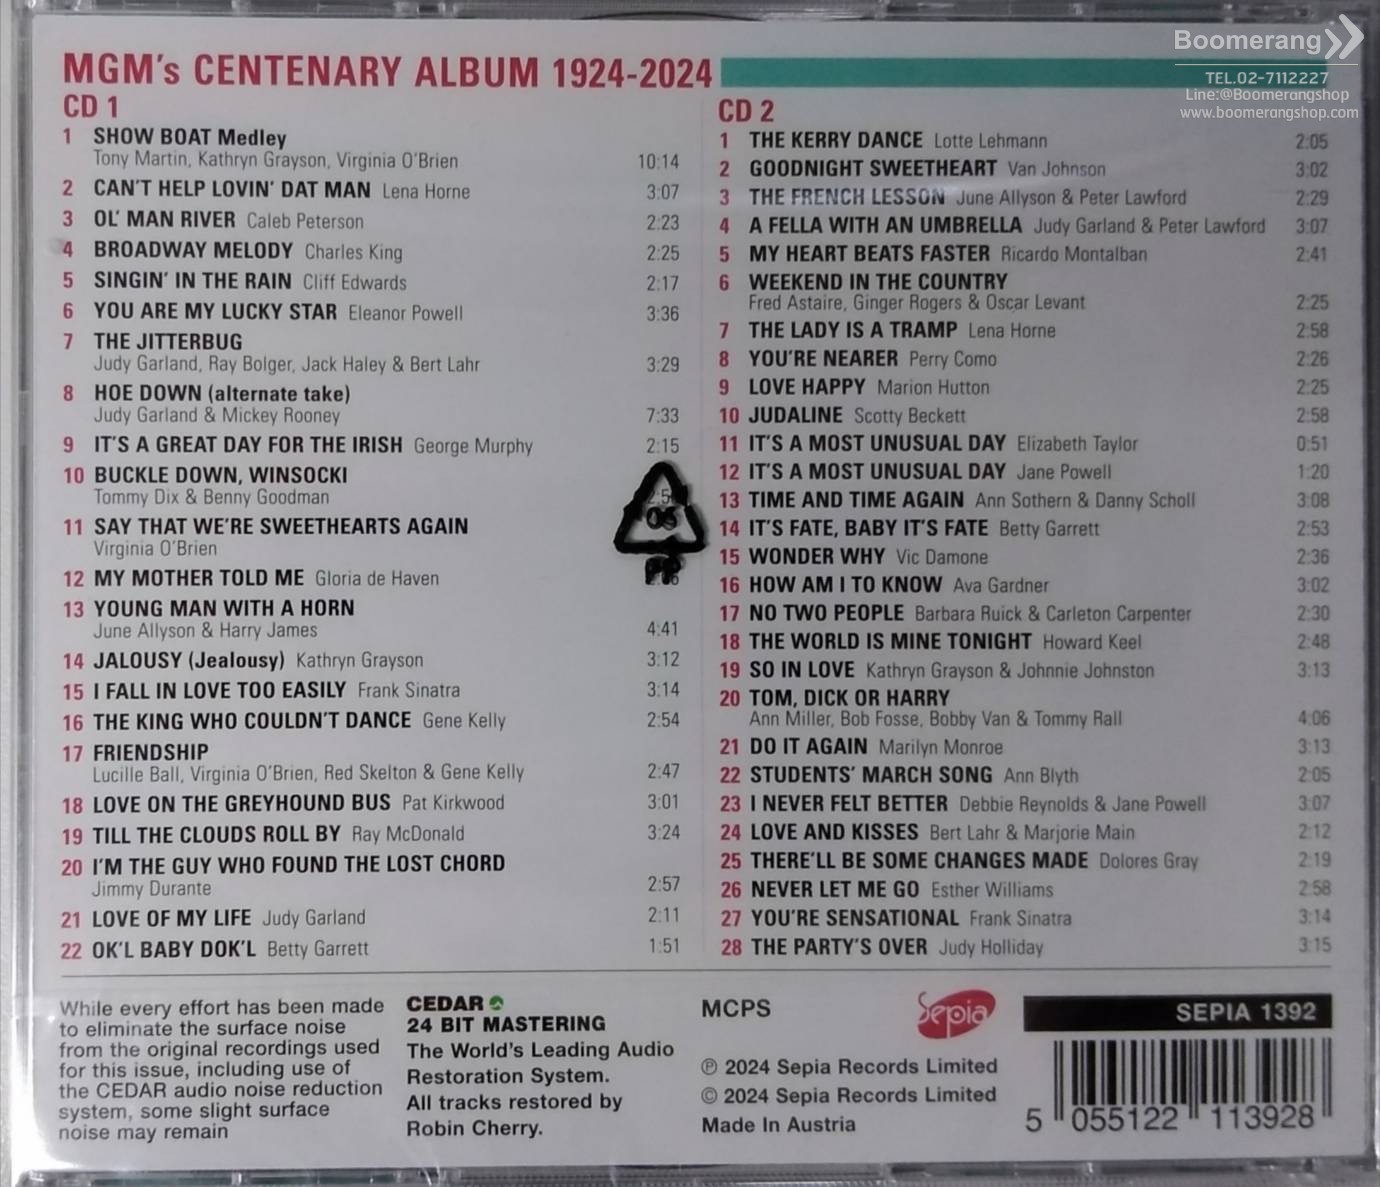 Boomerang
TEL.02-7112227
Line:@Boomerangshop
www.boomerangshop.com
MGM's CENTENARY ALBUM 1924-2024
CD 1
1 SHOW BOAT Medley
Tony Martin, Kathryn Grayson, Virginia O'Brien 10:14
2 CAN'T HELP LOVIN' DAT MAN Lena Horne 3:07
3 OL' MAN RIVER Caleb Peterson 2:23
4 BROADWAY MELODY Charles King 2:25
5 SINGIN' IN THE RAIN Cliff Edwards 2:17
6 YOU ARE MY LUCKY STAR Eleanor Powell 3:36
7 THE JITTERBUG
Judy Garland, Ray Bolger, Jack Haley & Bert Lahr 3:29
8 HOE DOWN (alternate take)
Judy Garland & Mickey Rooney 7:33
9 IT'S A GREAT DAY FOR THE IRISH George Murphy 2:15
10 BUCKLE DOWN, WINSOCKI
Tommy Dix & Benny Goodman
11 SAY THAT WE'RE SWEETHEARTS AGAIN
Virginia O'Brien
12 MY MOTHER TOLD ME Gloria de Haven
13 YOUNG MAN WITH A HORN
June Allyson & Harry James 4:41
14 JALOUSY (Jealousy) Kathryn Grayson 3:12
15 I FALL IN LOVE TOO EASILY Frank Sinatra 3:14
16 THE KING WHO COULDN'T DANCE Gene Kelly 2:54
17 FRIENDSHIP
Lucille Ball, Virginia O'Brien, Red Skelton & Gene Kelly 2:47
18 LOVE ON THE GREYHOUND BUS Pat Kirkwood 3:01
19 TILL THE CLOUDS ROLL BY Ray McDonald 3:24
20 I'M THE GUY WHO FOUND THE LOST CHORD
Jimmy Durante 2:57
21 LOVE OF MY LIFE Judy Garland 2:11
22 OK'L BABY DOK'L Betty Garrett 1:51
05
PP
CD 2
1 THE KERRY DANCE Lotte Lehmann 2:05
2 GOODNIGHT SWEETHEART Van Johnson 3:02
3 THE FRENCH LESSON June Allyson & Peter Lawford 2:29
4 A FELLA WITH AN UMBRELLA Judy Garland & Peter Lawford 3:07
5 MY HEART BEATS FASTER Ricardo Montalban 2:41
6 WEEKEND IN THE COUNTRY
Fred Astaire, Ginger Rogers & Oscar Levant 2:25
7 THE LADY IS A TRAMP Lena Horne 2:58
8 YOU'RE NEARER Perry Como 2:26
9 LOVE HAPPY Marion Hutton 2:25
10 JUDALINE Scotty Beckett 2:58
11 IT'S A MOST UNUSUAL DAY Elizabeth Taylor 0:51
12 IT'S A MOST UNUSUAL DAY Jane Powell 1:20
13 TIME AND TIME AGAIN Ann Sothern & Danny Scholl 3:08
14 IT'S FATE, BABY IT'S FATE Betty Garrett 2:53
15 WONDER WHY Vic Damone 2:36
16 HOW AM I TO KNOW Ava Gardner 3:02
17 NO TWO PEOPLE Barbara Ruick & Carleton Carpenter 2:30
18 THE WORLD IS MINE TONIGHT Howard Keel 2:48
19 SO IN LOVE Kathryn Grayson & Johnnie Johnston 3:13
20 TOM, DICK OR HARRY
Ann Miller, Bob Fosse, Bobby Van & Tommy Rall 4:06
21 DO IT AGAIN Marilyn Monroe 3:13
22 STUDENTS' MARCH SONG Ann Blyth 2:05
23 I NEVER FELT BETTER Debbie Reynolds & Jane Powell 3:07
24 LOVE AND KISSES Bert Lahr & Marjorie Main 2:12
25 THERE'LL BE SOME CHANGES MADE Dolores Gray 2:19
26 NEVER LET ME GO Esther Williams 2:58
27 YOU'RE SENSATIONAL Frank Sinatra 3:14
28 THE PARTY'S OVER Judy Holliday 3:15
While every effort has been made
to eliminate the surface noise
from the original recordings used
for this issue, including use of
the CEDAR audio noise reduction
system, some slight surface
noise may remain
CEDAR
24 BIT MASTERING
The World's Leading Audio
Restoration System.
All tracks restored by
Robin Cherry.
MCPS
Sepia
℗ 2024 Sepia Records Limited
© 2024 Sepia Records Limited
Made In Austria
SEPIA 1392
5 055122 113928